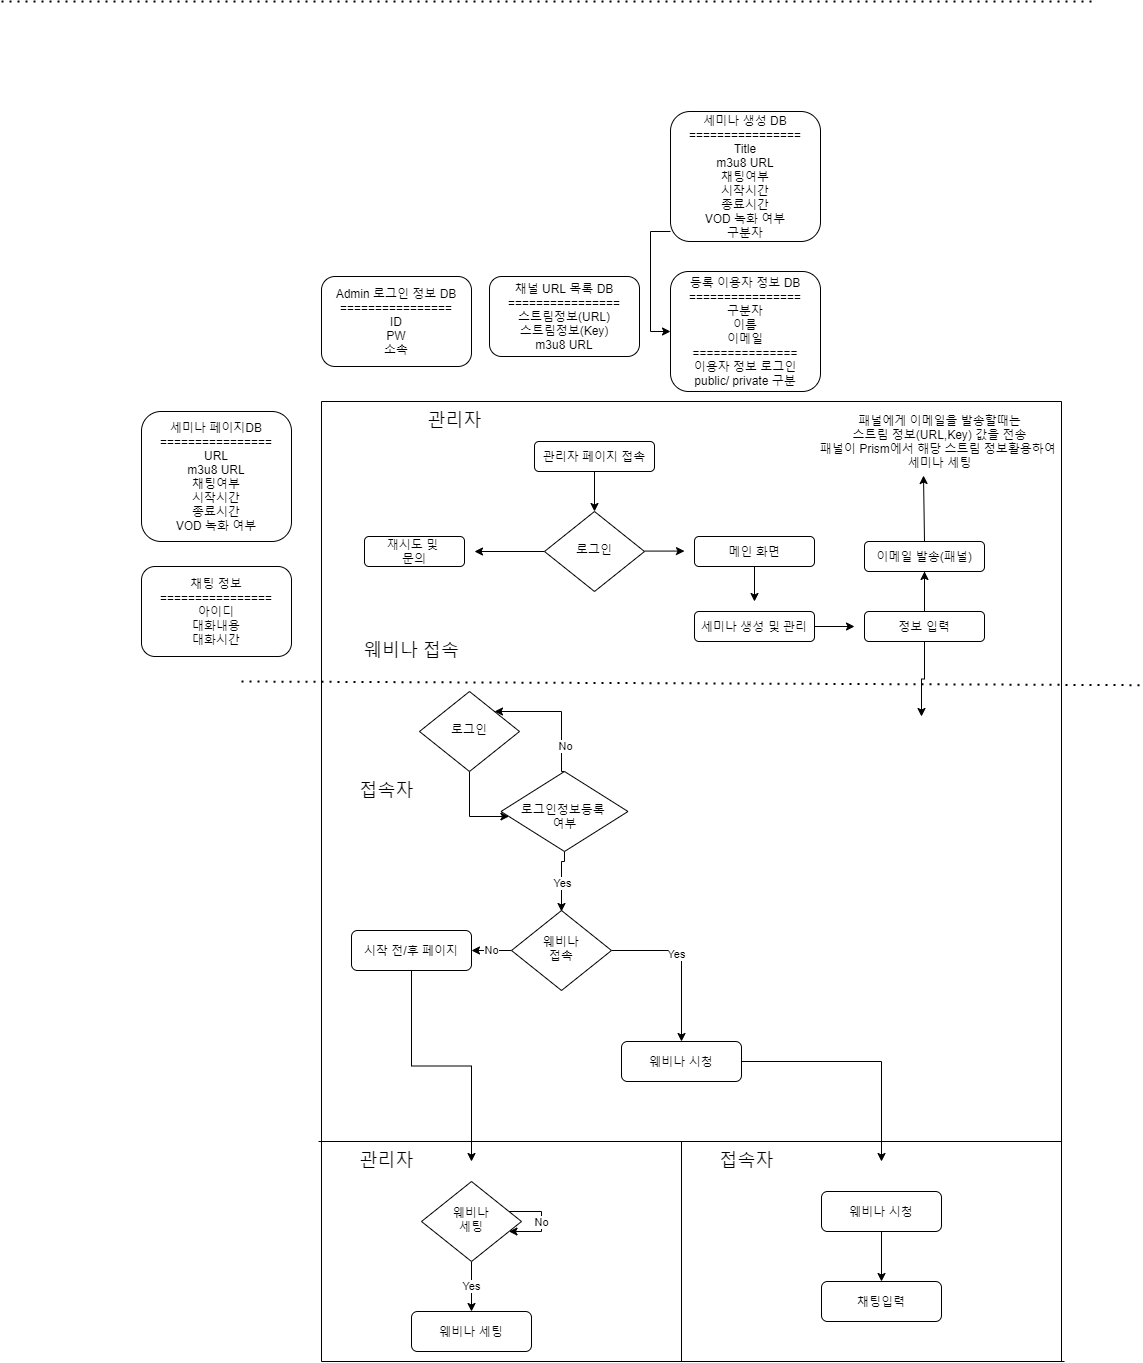 세미나 생성 DB
================
Title
m3u8 URL
채팅여부
시작시간
종료시간
VOD 녹화 여부
구분자
Admin 로그인 정보 DB
================
ID
PW
소속
채널 URL 목록 DB
================
스트림정보(URL)
스트림정보(Key)
m3u8 URL
등록 이용자 정보 DB
================
구분자
이름
이메일
===============
이용자 정보 로그인
public/ private 구분
세미나 페이지DB
================
URL
m3u8 URL
채팅여부
시작시간
종료시간
VOD 녹화 여부
채팅 정보
================
아이디
대화내용
대화시간
관리자
패널에게 이메일을 발송할때는
스트림 정보(URL,Key) 값을 전송
패널이 Prism에서 해당 스트림 정보활용하여
세미나 세팅
관리자 페이지 접속
재시도 및
문의
로그인
메인 화면
이메일 발송(패널)
세미나 생성 및 관리
정보 입력
웨비나 접속
로그인
No
접속자
로그인정보등록
여부
Yes
시작 전/후 페이지
No
웨비나
접속
Yes
웨비나 시청
관리자
접속자
웨비나
세팅
No
Yes
웨비나 세팅
웨비나 시청
채팅입력